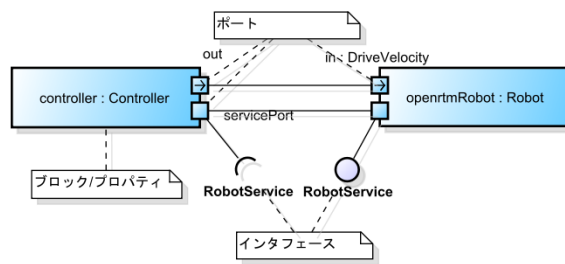 ポート
out
in : DriveVelocity
controller : Controller
openrtmRobot : Robot
servicePort
ブロック/プロパティ
RobotService
RobotService
インタフェース